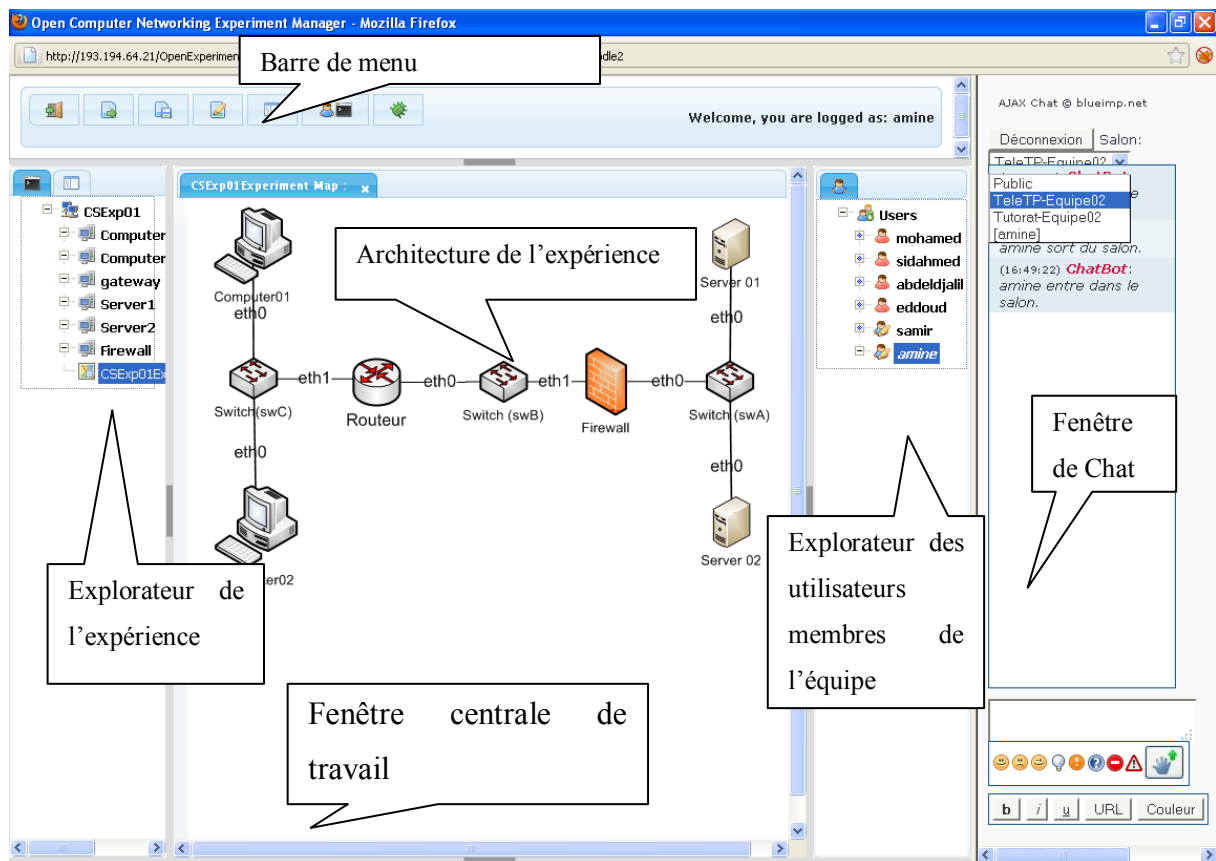 Open Computer Networking Experiment Manager - Mozilla Firefox
http://193.194.64.21/OpenExperiment
dle2
Barre de menu
Welcome, you are logged as: amine
AJAX Chat @ blueimp.net
Déconnexion Salon:
TeleTP-Equipe02
Public
TeleTP-Equipe02
Tutorat-Equipe02
[amine]
amine sort du salon.
(16:49:22) ChatBot:
amine entre dans le
salon.
CSExp01
Computer
Computer
gateway
Server1
Server2
Firewall
CSExp01Ex
CSExp01Experiment Map : x
Computer01
eth0
Architecture de l’expérience
Server 01
eth0
eth1
eth0
eth1
eth0
Switch(swC)
Routeur
Switch (swB)
Firewall
Switch (swA)
eth0
eth0
Server 02
ter02
Users
mohamed
sidahmed
abdeldjalil
eddoud
samir
amine
Fenêtre
de Chat
Explorateur de
l’expérience
Explorateur des
utilisateurs
membres de
l’équipe
Fenêtre centrale de
travail
b i u URL Couleur